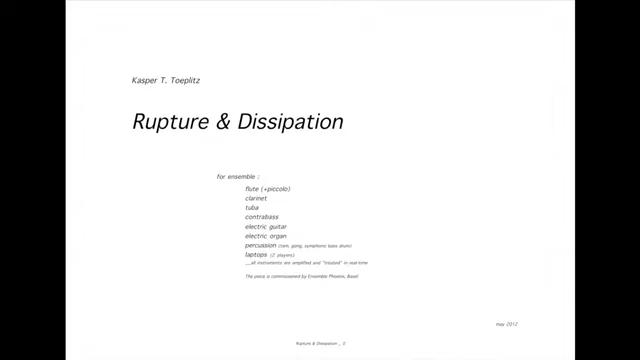 Kasper T. Toeplitz
Rupture & Dissipation
for ensemble :
flute (+piccolo)
clarinet
tuba
contrabass
electric guitar
electric organ
percussion (tam, gong, symphonic bass drum)
laptops (2 players)
__all instruments are amplified and "treated" in real-time
The piece is commissioned by Ensemble Phoenix, Basel
may 2012
Rupture & Dissipation _ 0